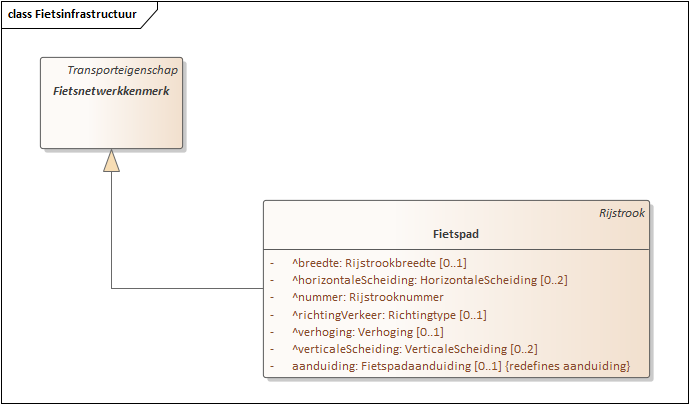 class Fietsinfrastructuur
Transporteigenschap
Fietsnetwerkkenmerk
Rijstrook
Fietspad
- ^breedte: Rijstrookbreedte [0..1]
- ^horizontaleScheiding: HorizontaleScheiding [0..2]
- ^nummer: Rijstrooknummer
- ^richtingVerkeer: Richtingtype [0..1]
- ^verhoging: Verhoging [0..1]
- ^verticaleScheiding: VerticaleScheiding [0..2]
- aanduiding: Fietspadaanduiding [0..1] {redefines aanduiding}